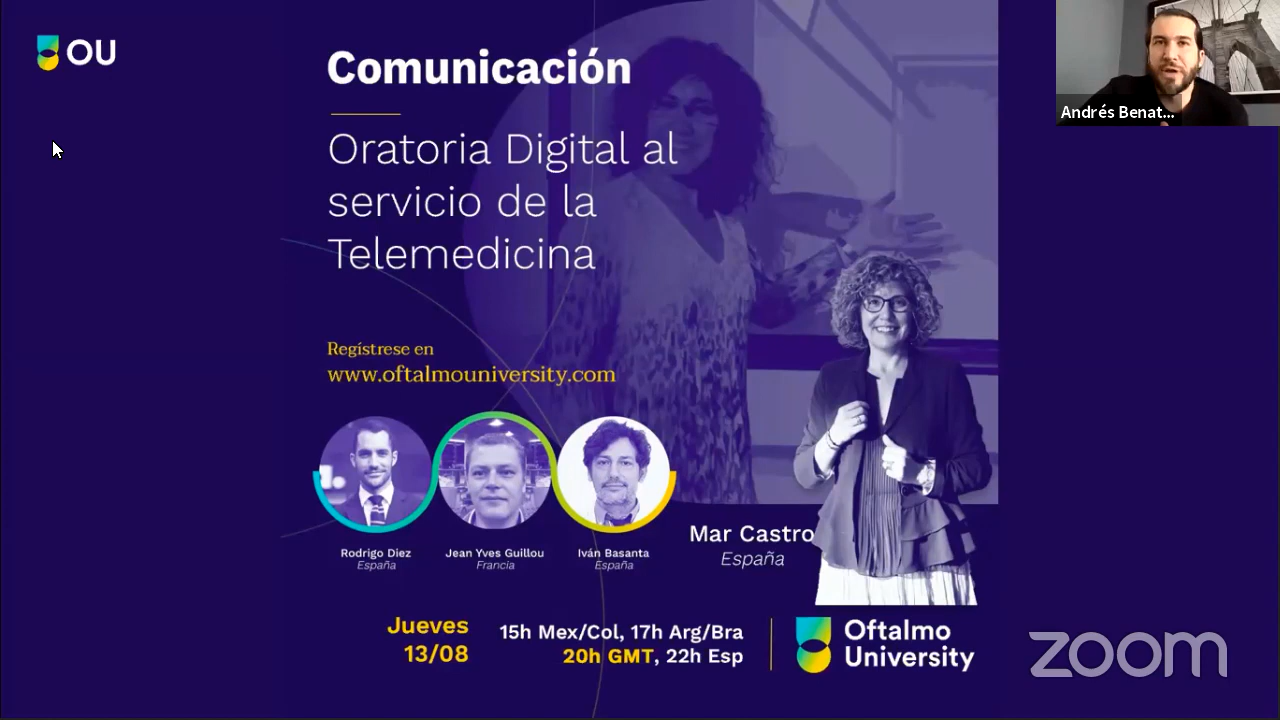 OU
Comunicación
Oratoria Digital al
servicio de la
Telemedicina
Regístrese en
www.oftalmouniversity.com
Rodrigo Diez
España
Jean Yves Guillou
Francia
Iván Basanta
España
Mar Castro
España
Jueves
13/08
15h Mex/Col, 17h Arg/Bra
20h GMT, 22h Esp
Oftalmo
University
Andrés Benat...
zoom